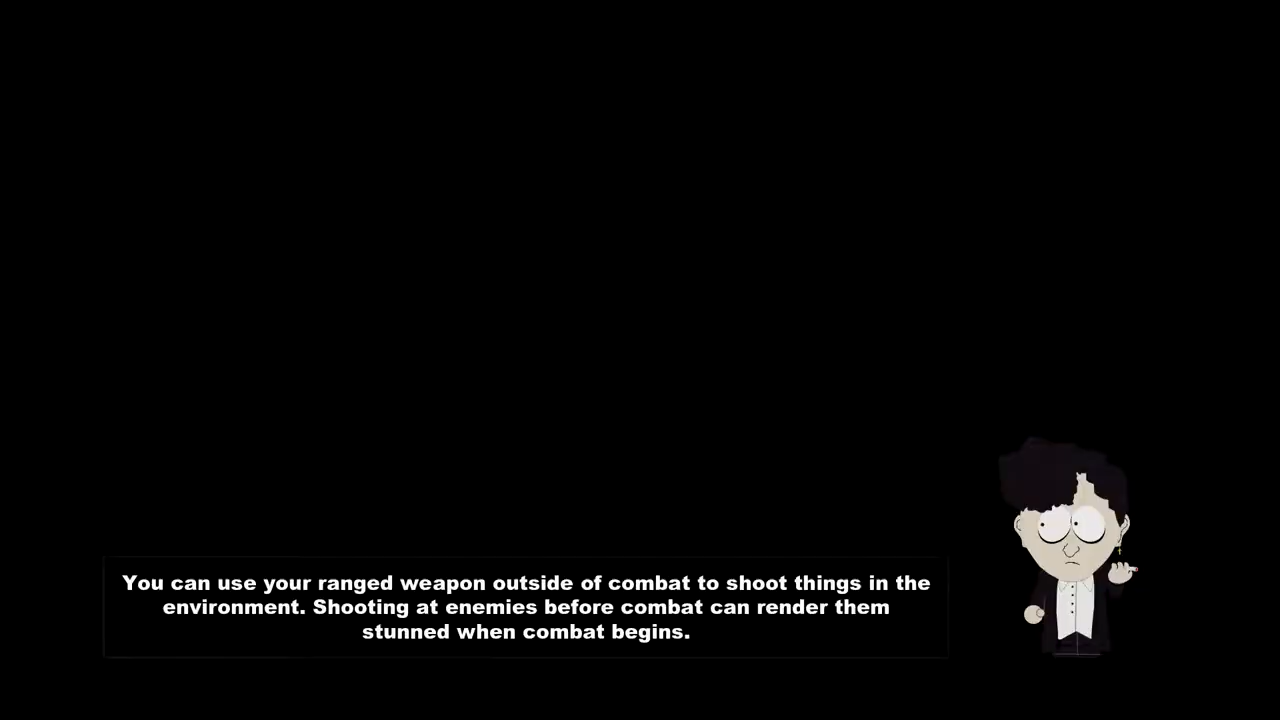 You can use your ranged weapon outside of combat to shoot things in the
environment. Shooting at enemies before combat can render them
stunned when combat begins.